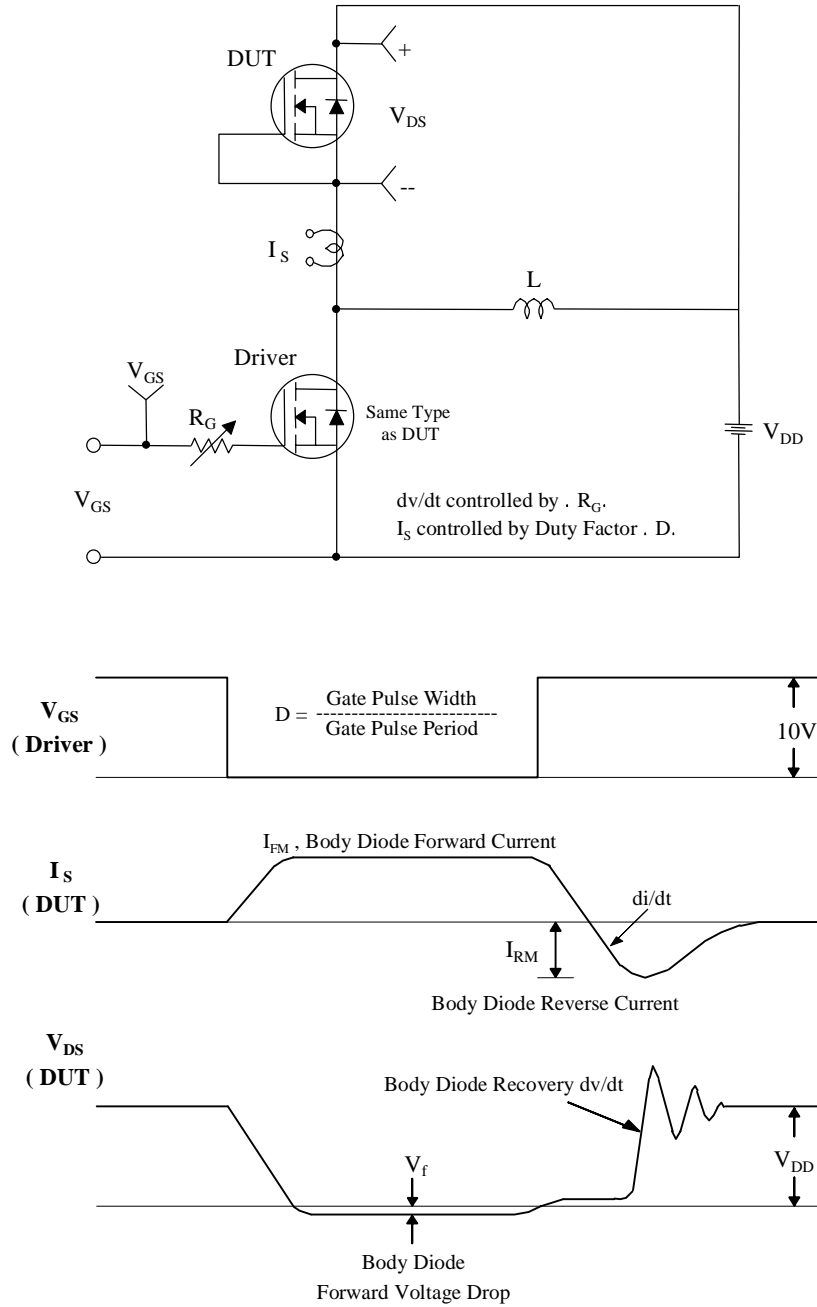 DUT
+
V_DS
--
I_S
L
Driver
V_GS
R_G
Same Type
as DUT
V_DD
V_GS
dv/dt controlled by . R_G.
I_S controlled by Duty Factor . D.
V_GS
( Driver )
D = Gate Pulse Width
--------------------------
Gate Pulse Period
10V
I_FM , Body Diode Forward Current
I_S
( DUT )
di/dt
I_RM
Body Diode Reverse Current
V_DS
( DUT )
Body Diode Recovery dv/dt
V_f
V_DD
Body Diode
Forward Voltage Drop